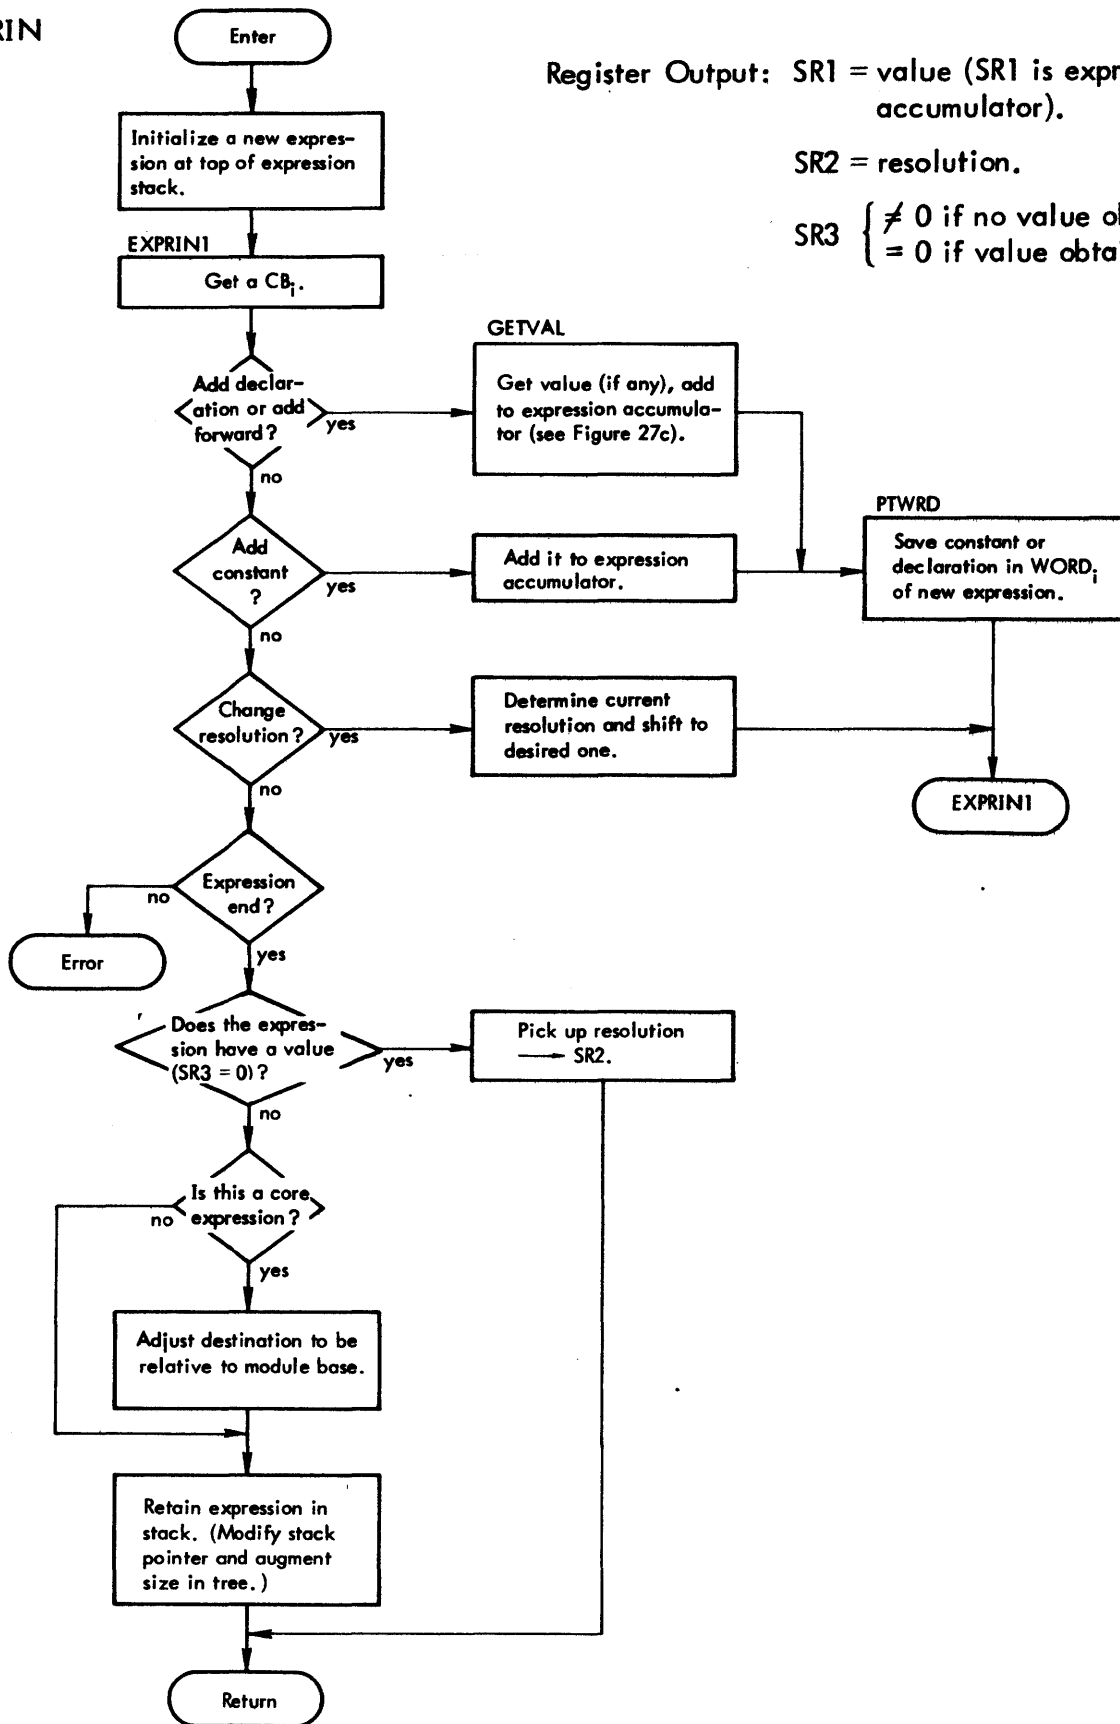 RIN
Enter
Register Output: SR1 = value (SR1 is expr
accumulator).
SR2 = resolution.
SR3 { ≠ 0 if no value ob
= 0 if value obta
Initialize a new expres-
sion at top of expression
stack.
EXPRIN1
Get a CBi.
Add declar-
ation or add
forward?
yes
no
GETVAL
Get value (if any), add
to expression accumula-
tor (see Figure 27c).
Add
constant
?
yes
no
Add it to expression
accumulator.
PTWRD
Save constant or
declaration in WORDi
of new expression.
Change
resolution?
yes
no
Determine current
resolution and shift to
desired one.
EXPRIN1
Expression
end?
no
yes
Error
Does the expres-
sion have a value
(SR3 = 0)?
yes
no
Pick up resolution
→ SR2.
Is this a core
expression?
no
yes
Adjust destination to be
relative to module base.
Retain expression in
stack. (Modify stack
pointer and augment
size in tree.)
Return